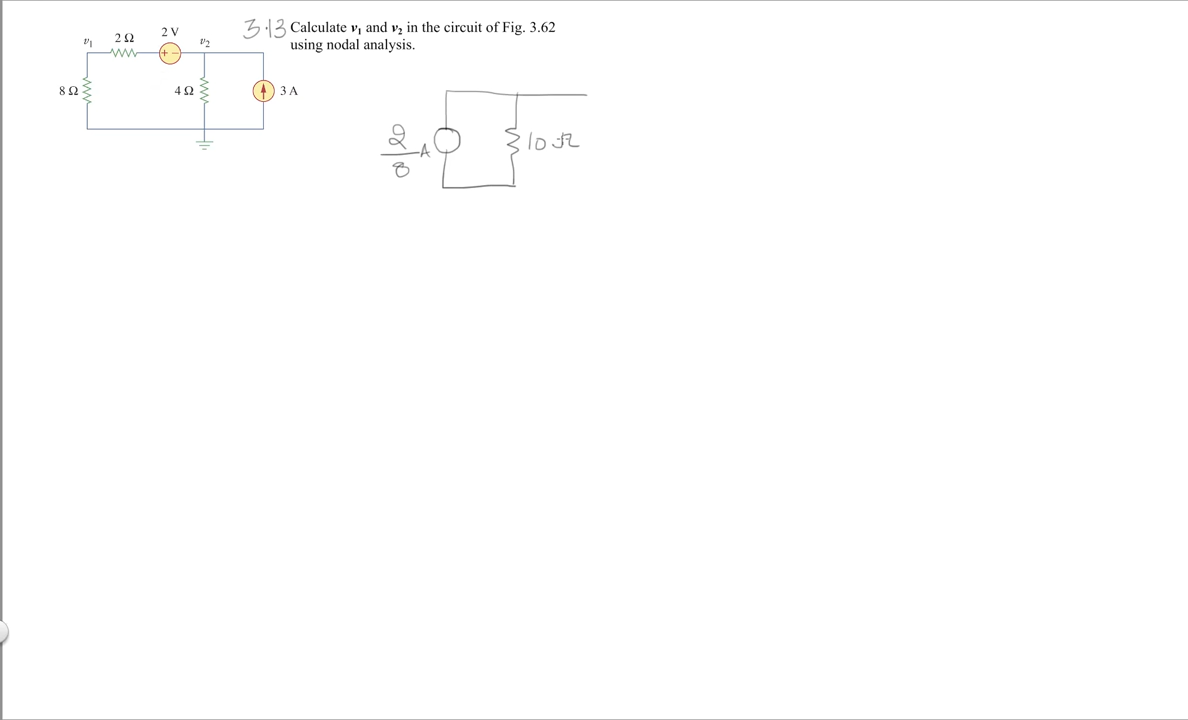 3.13 Calculate v₁ and v₂ in the circuit of Fig. 3.62
using nodal analysis.
v₁ 2 Ω 2 V v₂
+ −
8 Ω 4 Ω 3 A
2/8 A 10 Ω